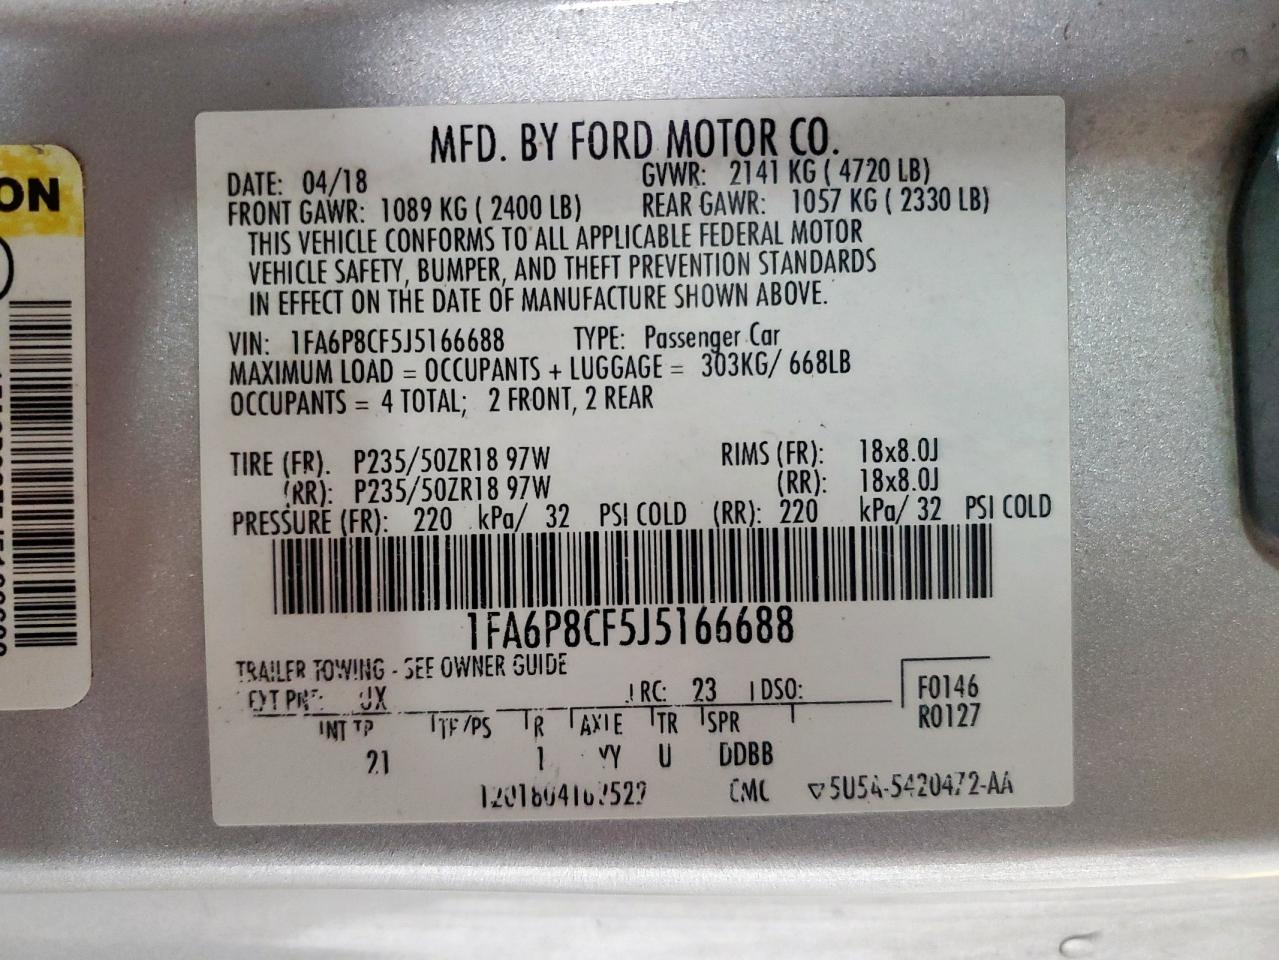 MFD. BY FORD MOTOR CO.
DATE: 04/18 GVWR: 2141 KG ( 4720 LB)
FRONT GAWR: 1089 KG ( 2400 LB) REAR GAWR: 1057 KG ( 2330 LB)
THIS VEHICLE CONFORMS TO ALL APPLICABLE FEDERAL MOTOR
VEHICLE SAFETY, BUMPER, AND THEFT PREVENTION STANDARDS
IN EFFECT ON THE DATE OF MANUFACTURE SHOWN ABOVE.
VIN: 1FA6P8CF5J5166688 TYPE: Passenger Car
MAXIMUM LOAD = OCCUPANTS + LUGGAGE = 303KG/ 668LB
OCCUPANTS = 4 TOTAL; 2 FRONT, 2 REAR
TIRE (FR). P235/50ZR18 97W RIMS (FR): 18x8.0J
(RR): P235/50ZR18 97W (RR): 18x8.0J
PRESSURE (FR): 220 kPa/ 32 PSI COLD (RR): 220 kPa/ 32 PSI COLD
1FA6P8CF5J5166688
TRAILER TOWING - SEE OWNER GUIDE
EXT PNT: RC: 23 DSO: F0146
INT TR TP/PS R AXLE TR SPR R0127
21 1 U DDBB
CMC 5U5A-5420472-AA
ON